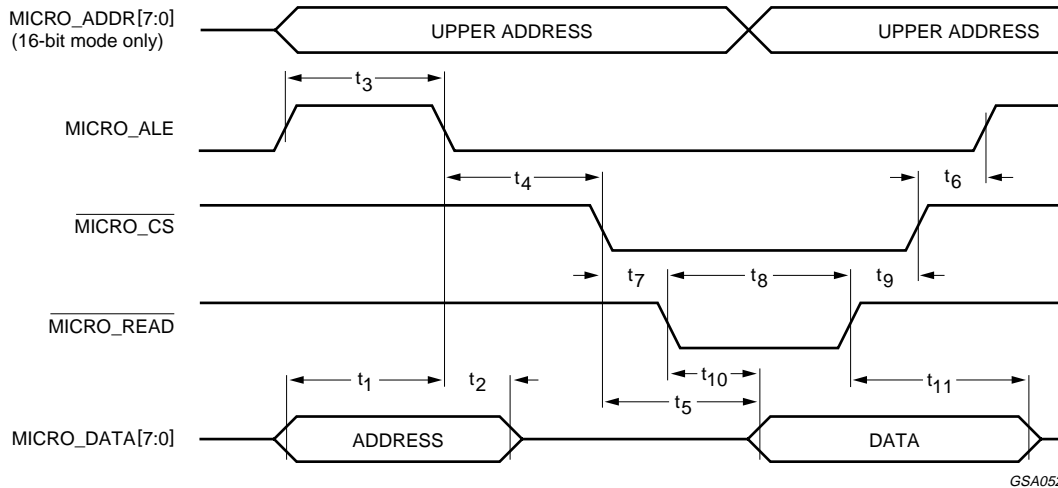 MICRO_ADDR[7:0]
(16-bit mode only)
UPPER ADDRESS
UPPER ADDRESS
t3
MICRO_ALE
t4
t6
MICRO_CS
t7
t8
t9
MICRO_READ
t1
t2
t10
t11
t5
MICRO_DATA[7:0]
ADDRESS
DATA
GSA052